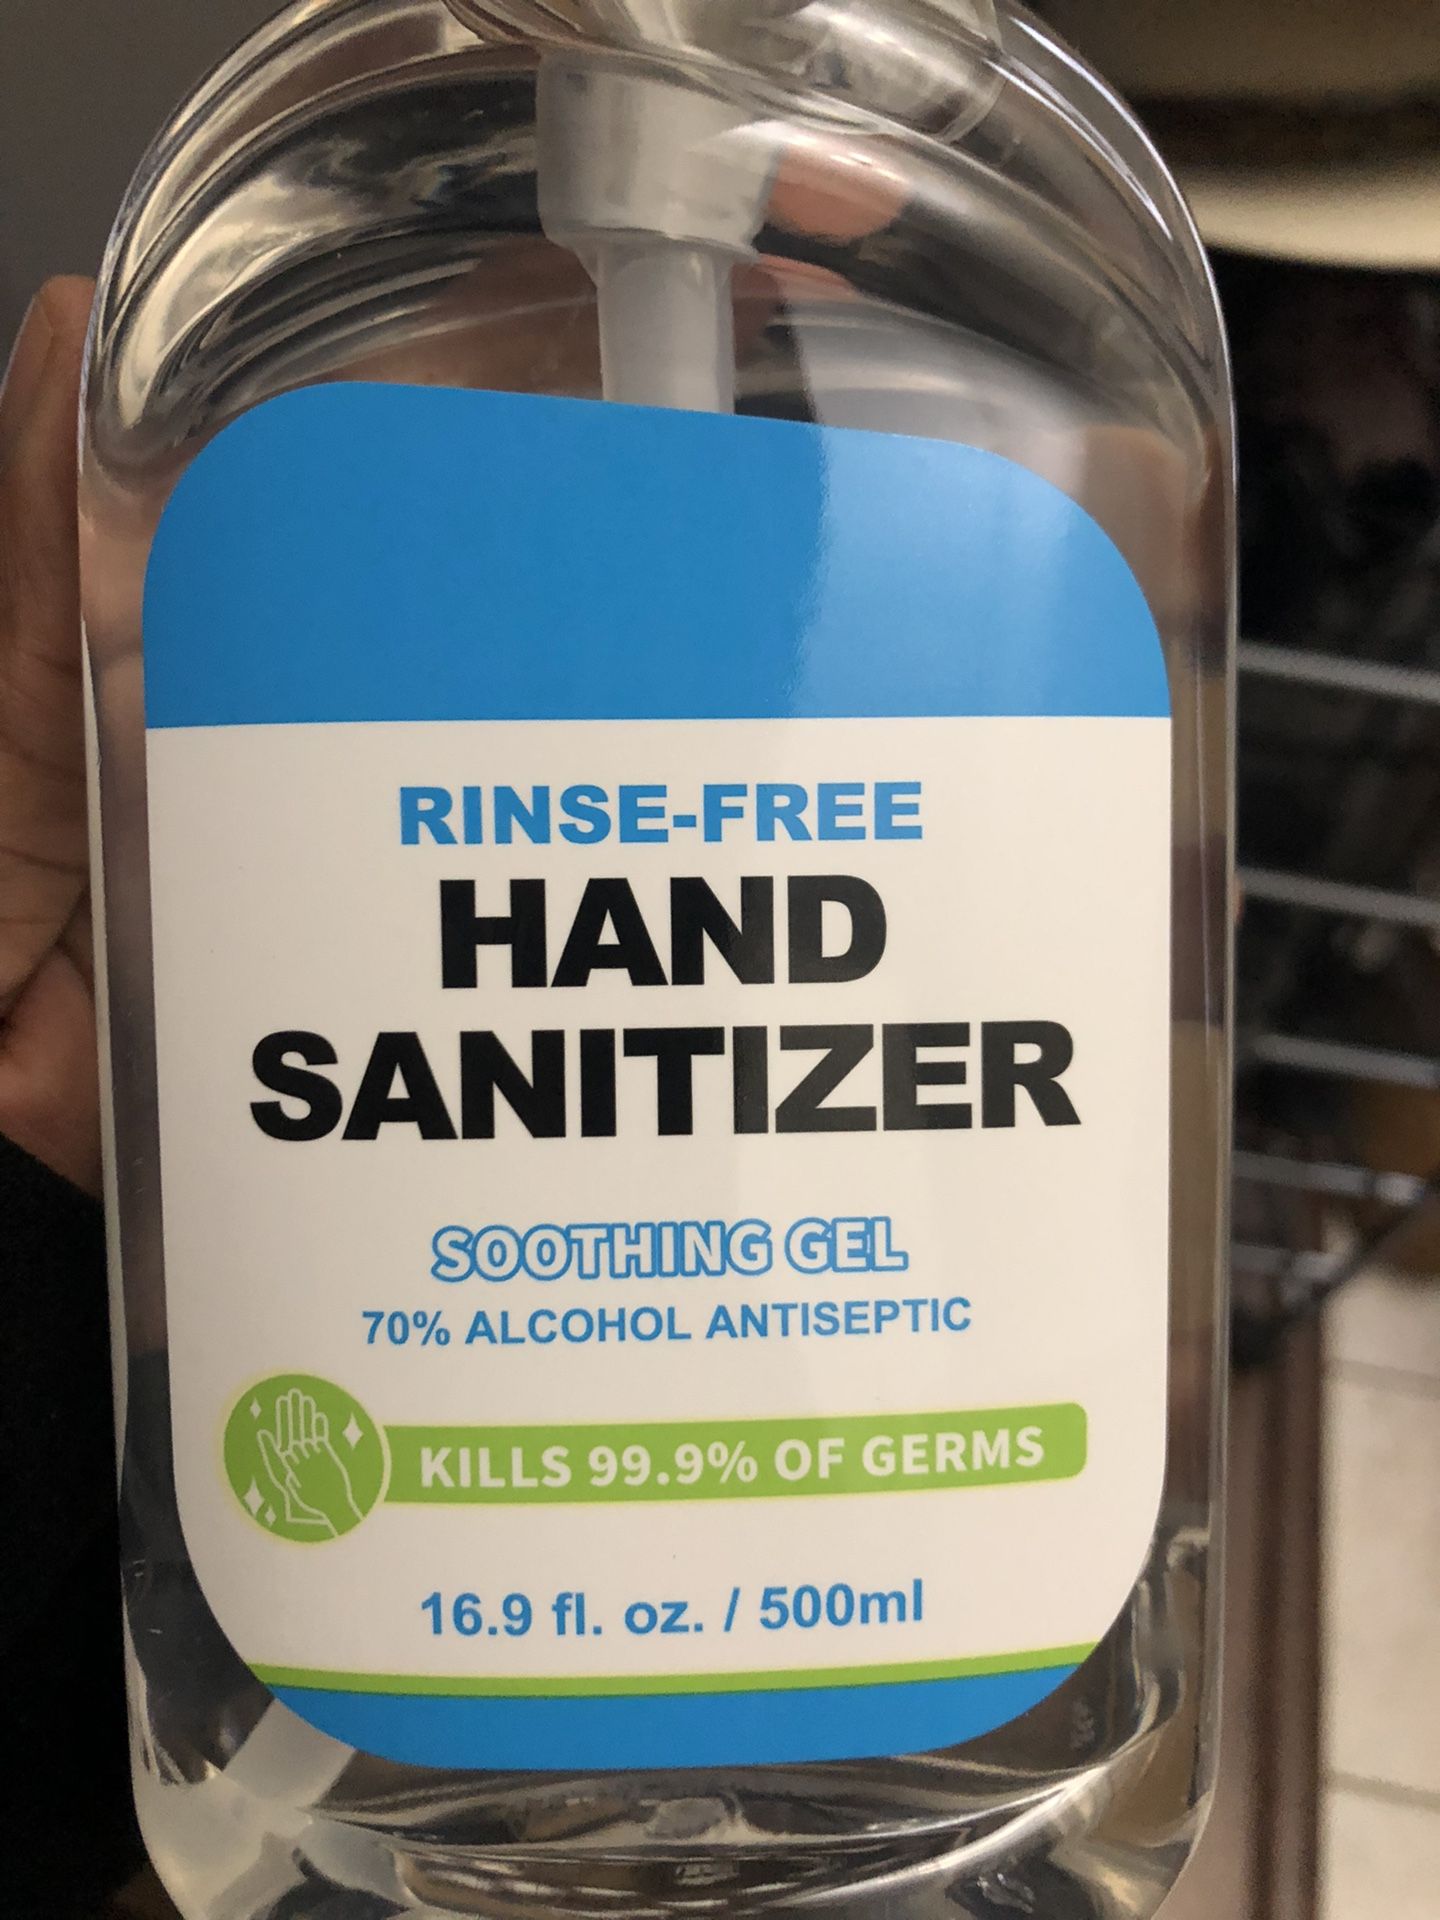 RINSE-FREE
HAND
SANITIZER
SOOTHING GEL
70% ALCOHOL ANTISEPTIC
KILLS 99.9% OF GERMS
16.9 fl. oz. / 500ml